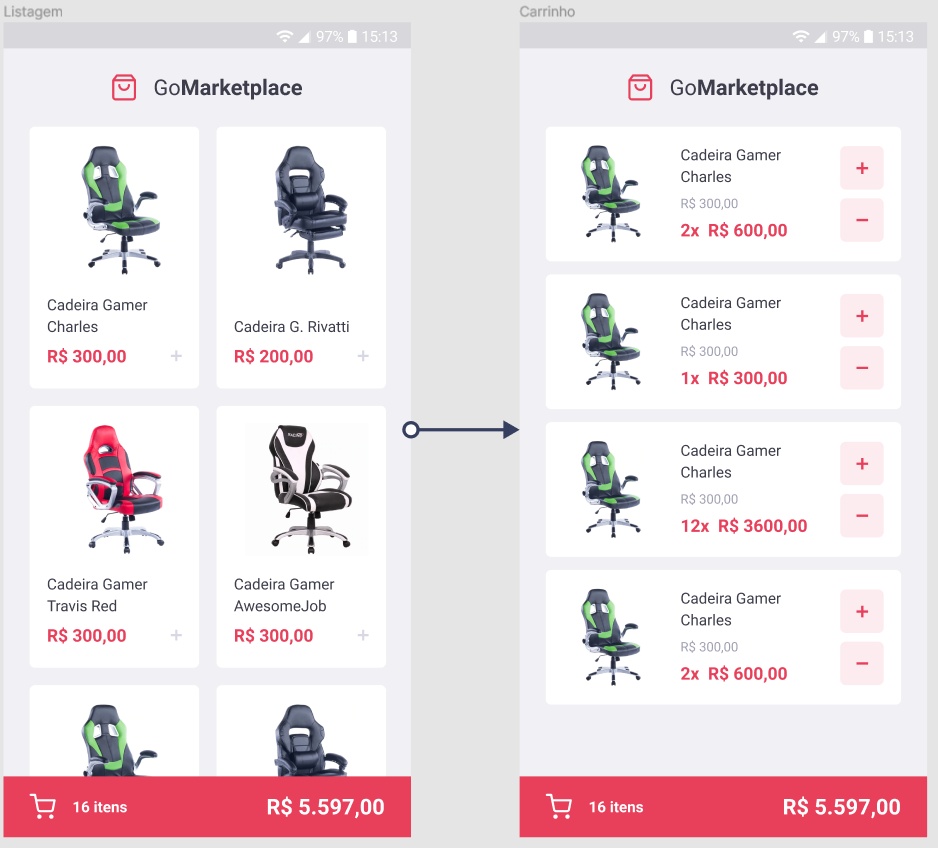 Listagem
97% 15:13
GoMarketplace
Cadeira Gamer
Charles
R$ 300,00 +
Cadeira G. Rivatti
R$ 200,00 +
Cadeira Gamer
Travis Red
R$ 300,00 +
Cadeira Gamer
AwesomeJob
R$ 300,00 +
16 itens
R$ 5.597,00
Carrinho
97% 15:13
GoMarketplace
Cadeira Gamer
Charles
R$ 300,00
2x R$ 600,00
+
−
Cadeira Gamer
Charles
R$ 300,00
1x R$ 300,00
+
−
Cadeira Gamer
Charles
R$ 300,00
12x R$ 3600,00
+
−
Cadeira Gamer
Charles
R$ 300,00
2x R$ 600,00
+
−
16 itens
R$ 5.597,00